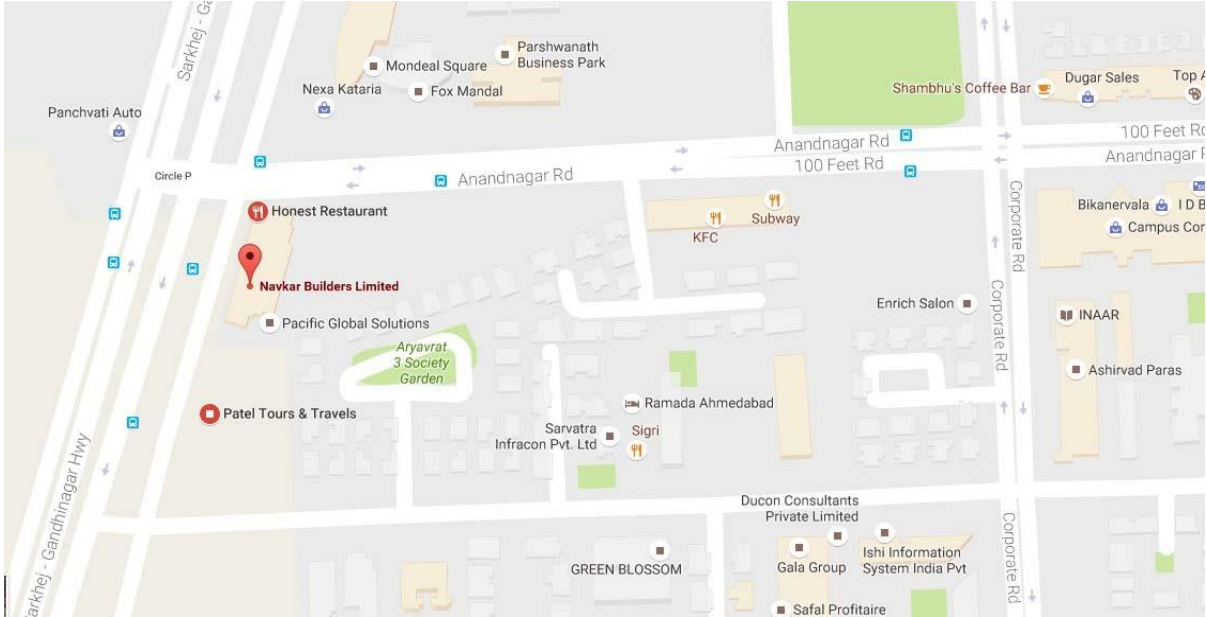 Sarkhej - Ga
Parshwanath
Business Park
Mondeal Square
Nexa Kataria
Fox Mandal
Panchvati Auto
Shambhu's Coffee Bar
Dugar Sales
Top A
Circle P
Anandnagar Rd
Anandnagar Rd
100 Feet Rd
100 Feet Rd
Anandnagar R
Honest Restaurant
KFC
Subway
Bikanervala
I D B
Campus Cor
Corporate Rd
Navkar Builders Limited
Pacific Global Solutions
Enrich Salon
Corporate Rd
INAAR
Aryavrat
3 Society
Garden
Ashirvad Paras
Patel Tours & Travels
Ramada Ahmedabad
Sarvatra
Infracon Pvt. Ltd
Sigri
Sarkhej - Gandhinagar Hwy
Ducon Consultants
Private Limited
GREEN BLOSSOM
Gala Group
Ishi Information
System India Pvt
Corporate Rd
Safal Profitaire